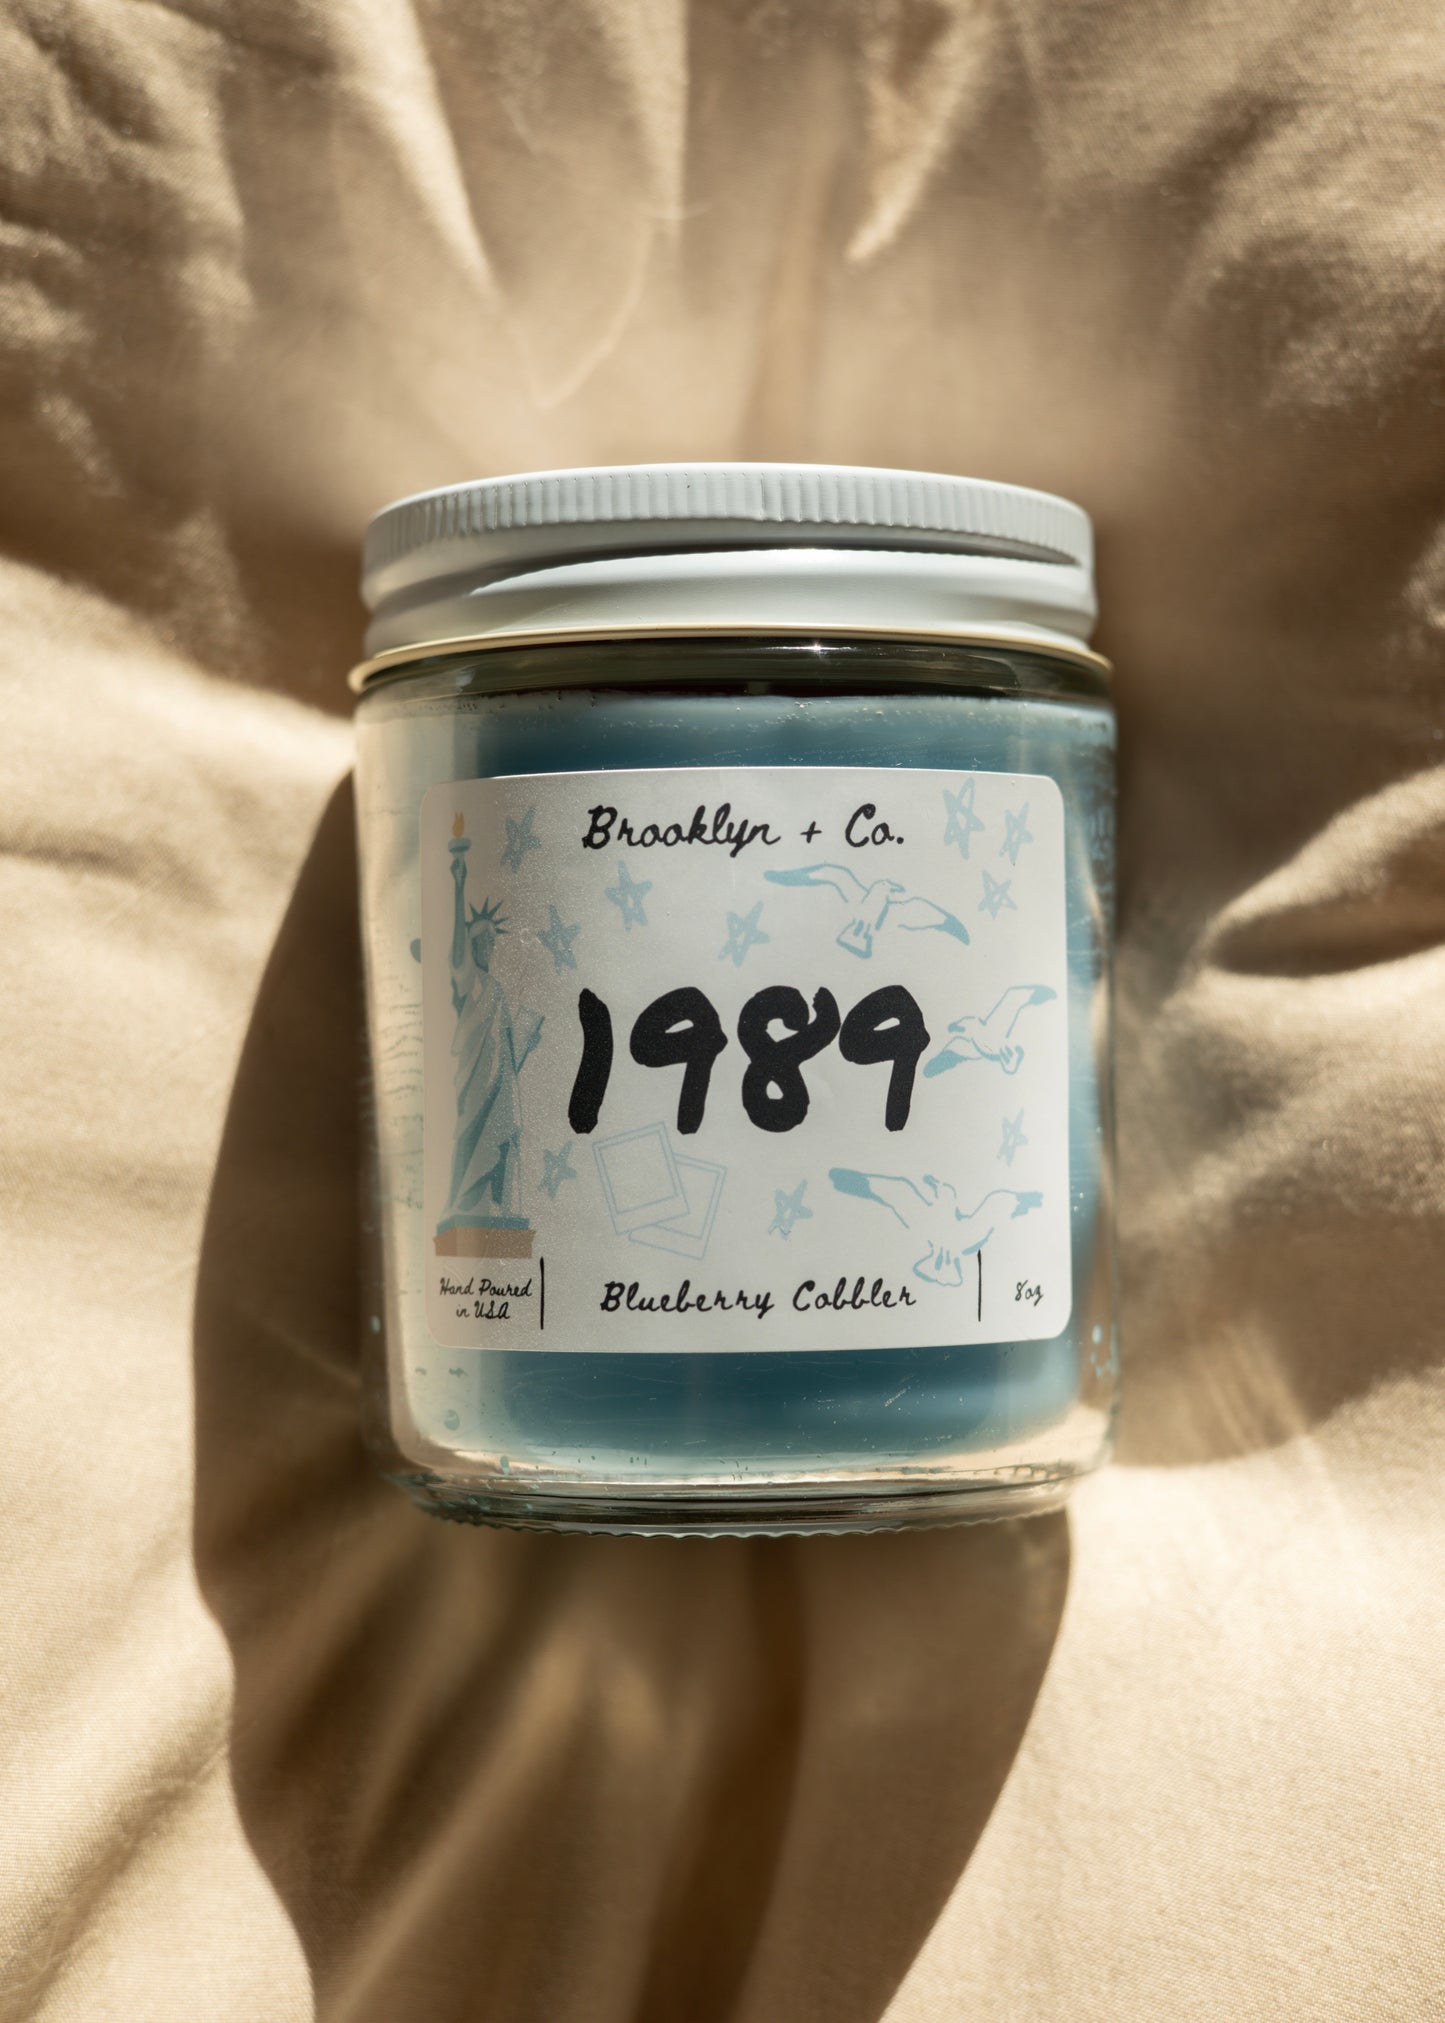 Brooklyn + Co.
1989
Hand Poured
in USA
Blueberry Cobbler
8oz